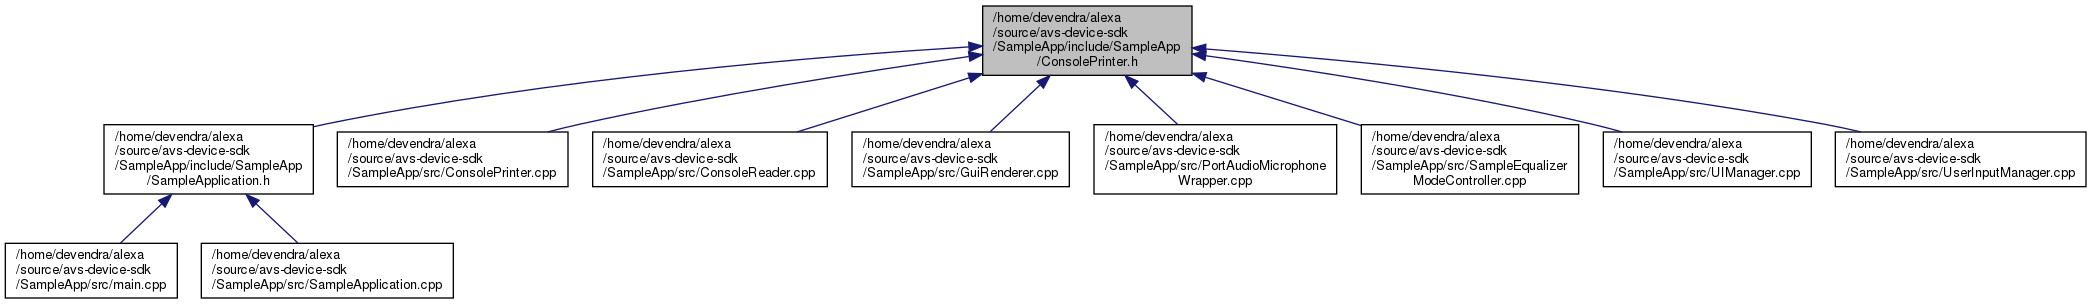 /home/devendra/alexa
/source/avs-device-sdk
/SampleApp/include/SampleApp
/ConsolePrinter.h
/home/devendra/alexa
/source/avs-device-sdk
/SampleApp/include/SampleApp
/SampleApplication.h
/home/devendra/alexa
/source/avs-device-sdk
/SampleApp/src/ConsolePrinter.cpp
/home/devendra/alexa
/source/avs-device-sdk
/SampleApp/src/ConsoleReader.cpp
/home/devendra/alexa
/source/avs-device-sdk
/SampleApp/src/GuiRenderer.cpp
/home/devendra/alexa
/source/avs-device-sdk
/SampleApp/src/PortAudioMicrophone
Wrapper.cpp
/home/devendra/alexa
/source/avs-device-sdk
/SampleApp/src/SampleEqualizer
ModeController.cpp
/home/devendra/alexa
/source/avs-device-sdk
/SampleApp/src/UIManager.cpp
/home/devendra/alexa
/source/avs-device-sdk
/SampleApp/src/UserInputManager.cpp
/home/devendra/alexa
/source/avs-device-sdk
/SampleApp/src/main.cpp
/home/devendra/alexa
/source/avs-device-sdk
/SampleApp/src/SampleApplication.cpp